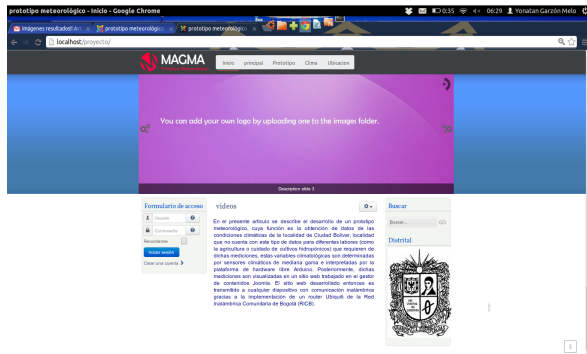 prototipo meteorológico - Inicio - Google Chrome
0:35
06:29
Yonatan Garzón Melo
imágenes resultados!! Art
prototipo meteorológico
prototipo meteorológico
localhost/proyecto/
MAGMA
Inicio
principal
Prototipo
Clima
Ubicacion
You can add your own logo by uploading one to the images folder.
Description slide 3
Formulario de acceso
Usuario
Contraseña
Recordarme
Iniciar sesión
Crear una cuenta
videos
En el presente artículo se describe el desarrollo de un prototipo
meteorológico, cuya función es la obtención de datos de las
condiciones climáticas de la localidad de Ciudad Bolívar, localidad
que no cuenta con este tipo de datos para diferentes labores (como
la agricultura o cuidado de cultivos hidropónicos) que requieren de
dichas mediciones, estas variables climatológicas son determinadas
por sensores climáticos de mediana gama e interpretadas por la
plataforma de hardware libre Arduino. Posteriormente, dichas
mediciones son visualizadas en un sitio web trabajado en el gestor
de contenidos Joomla. El sitio web desarrollado entonces es
transmitido a cualquier dispositivo con comunicación inalámbrica
gracias a la implementación de un router Ubiquiti de la Red
Inalámbrica Comunitaria de Bogotá (RICB).
Buscar
Buscar...
GO
Distrital